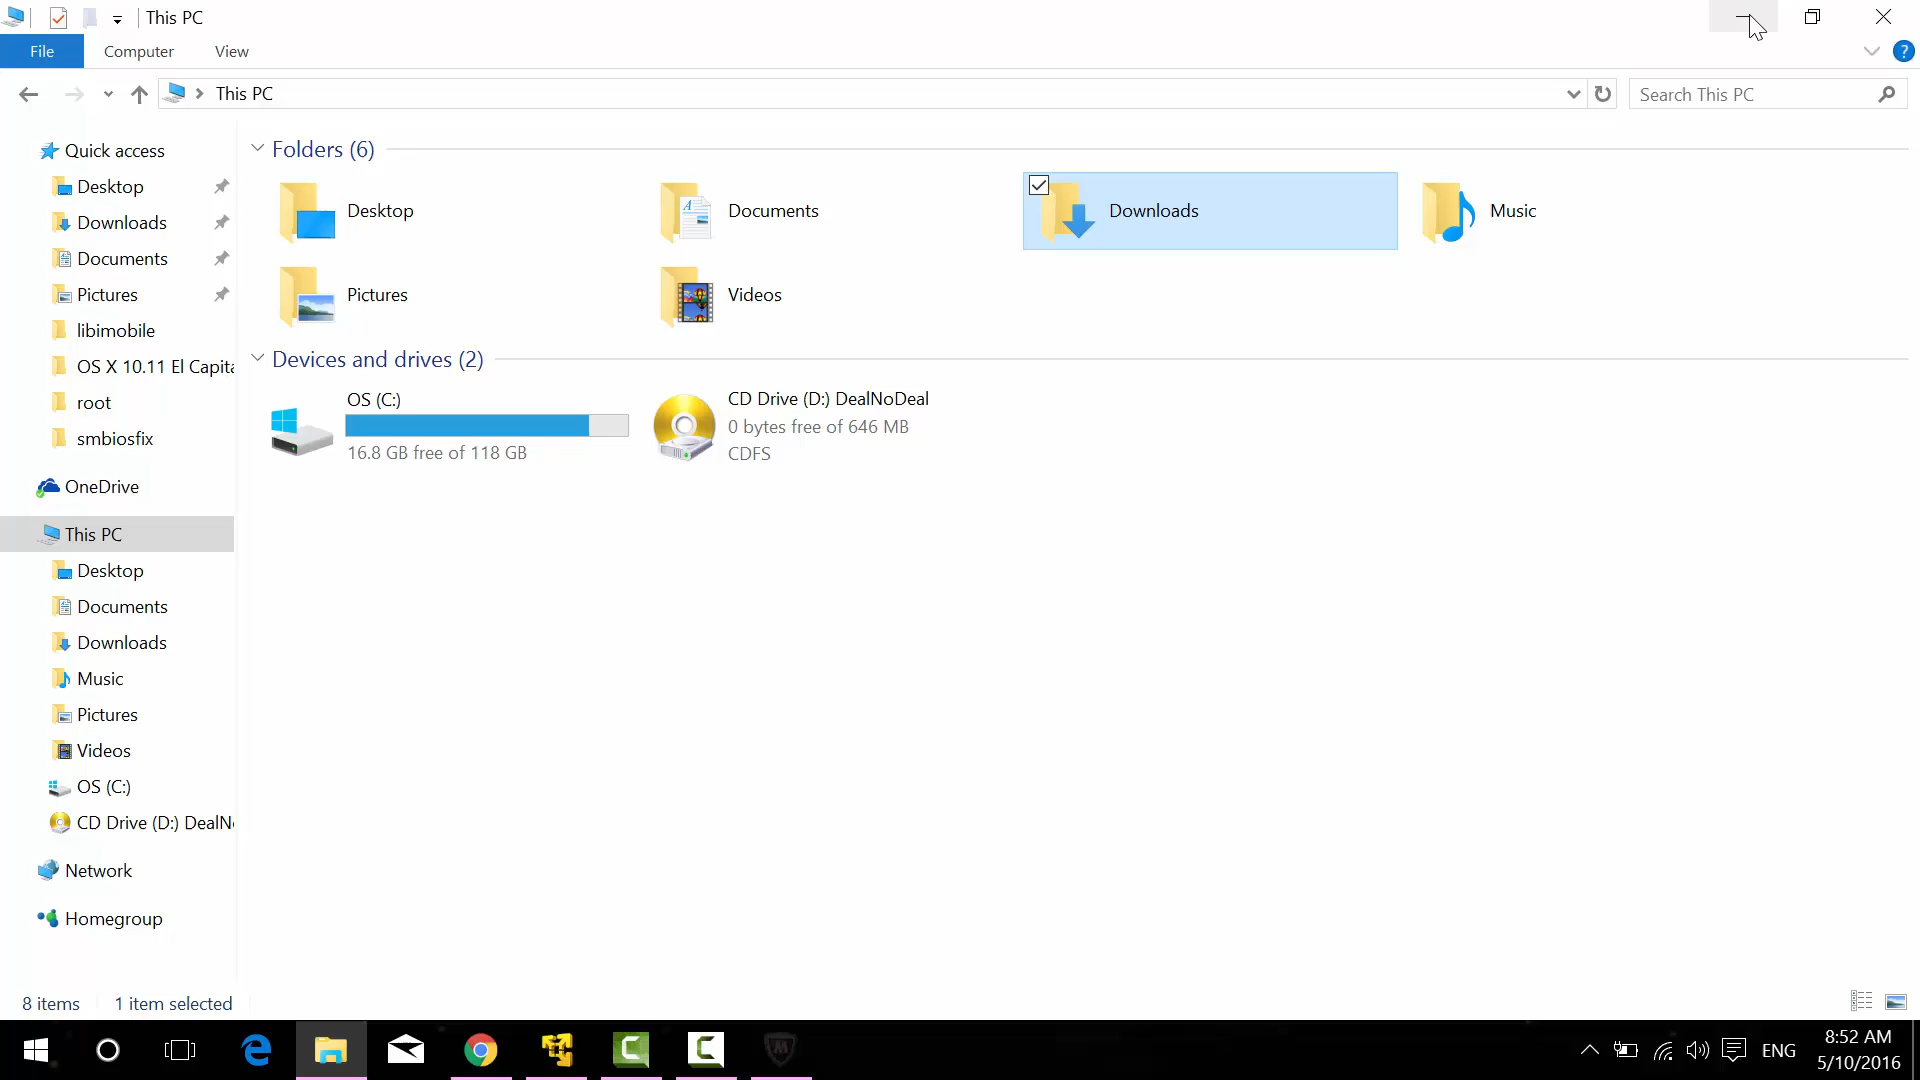 This PC
File
Computer
View
This PC
Search This PC
Quick access
Desktop
Downloads
Documents
Pictures
libimobile
OS X 10.11 El Capita
root
smbiosfix
OneDrive
This PC
Desktop
Documents
Downloads
Music
Pictures
Videos
OS (C:)
CD Drive (D:) DealN
Network
Homegroup
Folders (6)
Desktop
Documents
Downloads
Music
Pictures
Videos
Devices and drives (2)
OS (C:)
16.8 GB free of 118 GB
CD Drive (D:) DealNoDeal
0 bytes free of 646 MB
CDFS
8 items
1 item selected
ENG
8:52 AM
5/10/2016